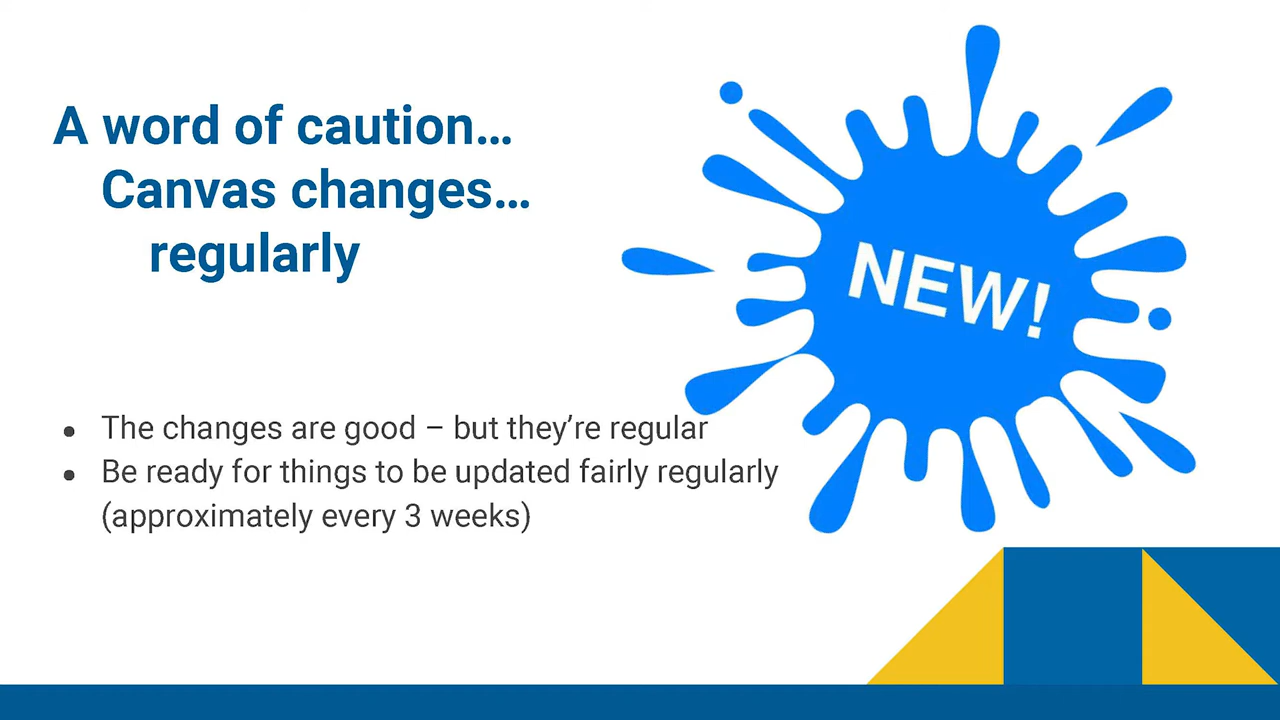 A word of caution…
Canvas changes…
regularly
NEW!
● The changes are good – but they’re regular
● Be ready for things to be updated fairly regularly
(approximately every 3 weeks)